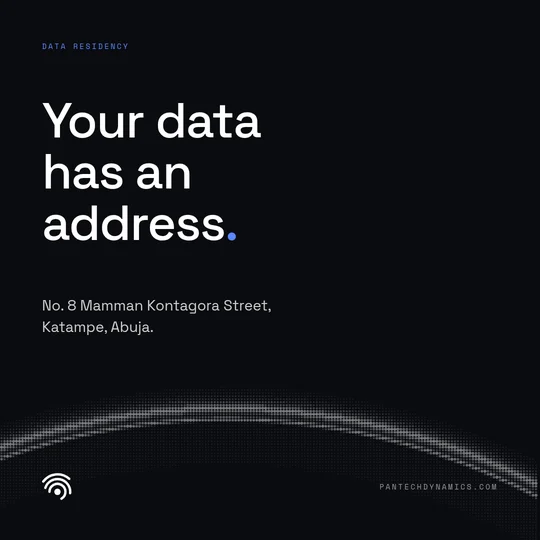 DATA RESIDENCY
Your data
has an
address.
No. 8 Mamman Kontagora Street,
Katampe, Abuja.
PANTECHDYNAMICS.COM